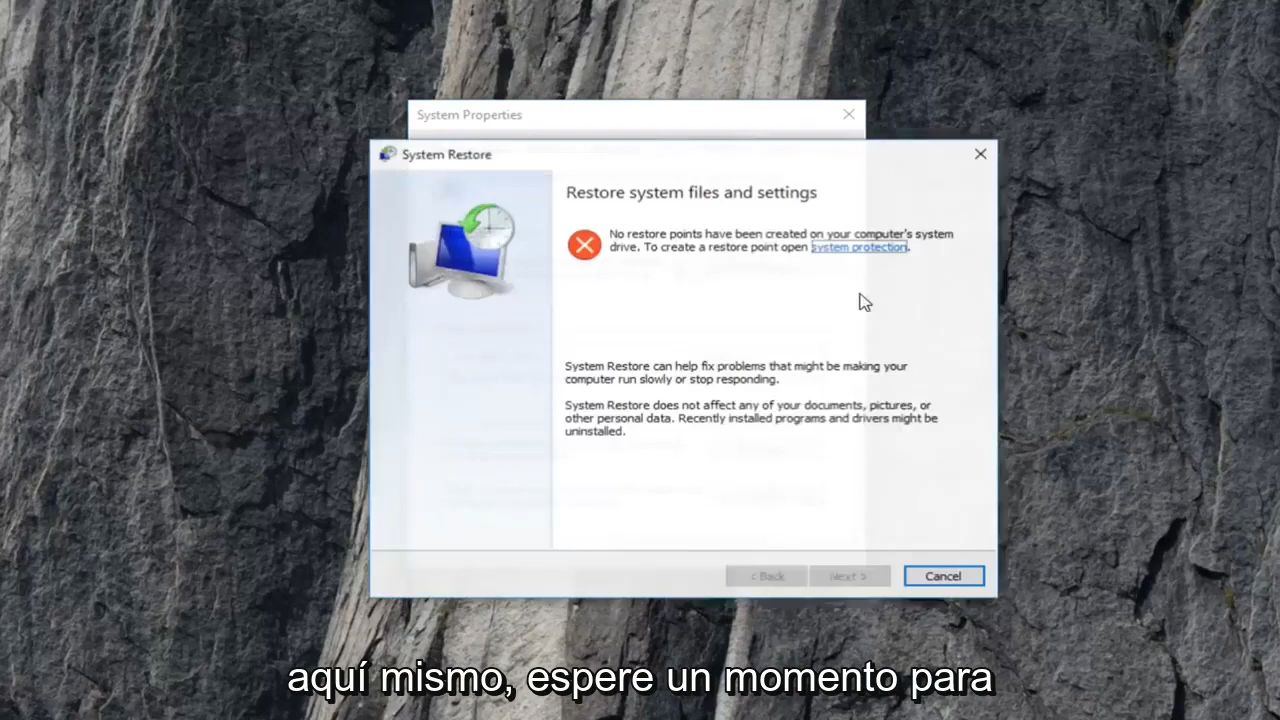 System Properties
System Restore
Restore system files and settings
No restore points have been created on your computer's system
drive. To create a restore point open system protection.
System Restore can help fix problems that might be making your
computer run slowly or stop responding.
System Restore does not affect any of your documents, pictures, or
other personal data. Recently installed programs and drivers might be
uninstalled.
< Back Next > Cancel
aquí mismo, espere un momento para